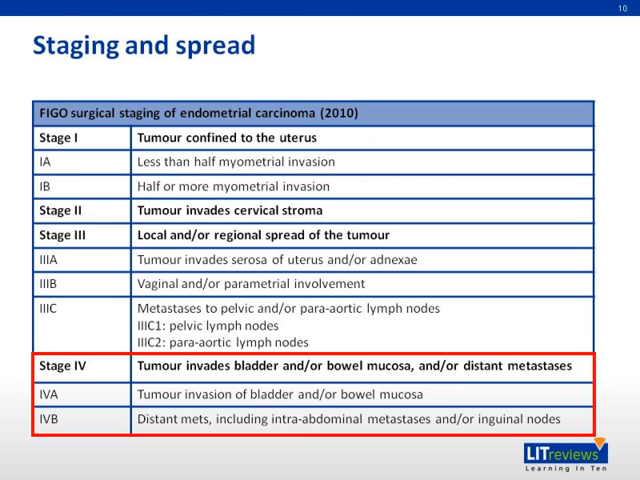 10
Staging and spread
FIGO surgical staging of endometrial carcinoma (2010)
Stage I Tumour confined to the uterus
IA Less than half myometrial invasion
IB Half or more myometrial invasion
Stage II Tumour invades cervical stroma
Stage III Local and/or regional spread of the tumour
IIIA Tumour invades serosa of uterus and/or adnexae
IIIB Vaginal and/or parametrial involvement
IIIC Metastases to pelvic and/or para-aortic lymph nodes
IIIC1: pelvic lymph nodes
IIIC2: para-aortic lymph nodes
Stage IV Tumour invades bladder and/or bowel mucosa, and/or distant metastases
IVA Tumour invasion of bladder and/or bowel mucosa
IVB Distant mets, including intra-abdominal metastases and/or inguinal nodes
LITreviews
Learning In Ten